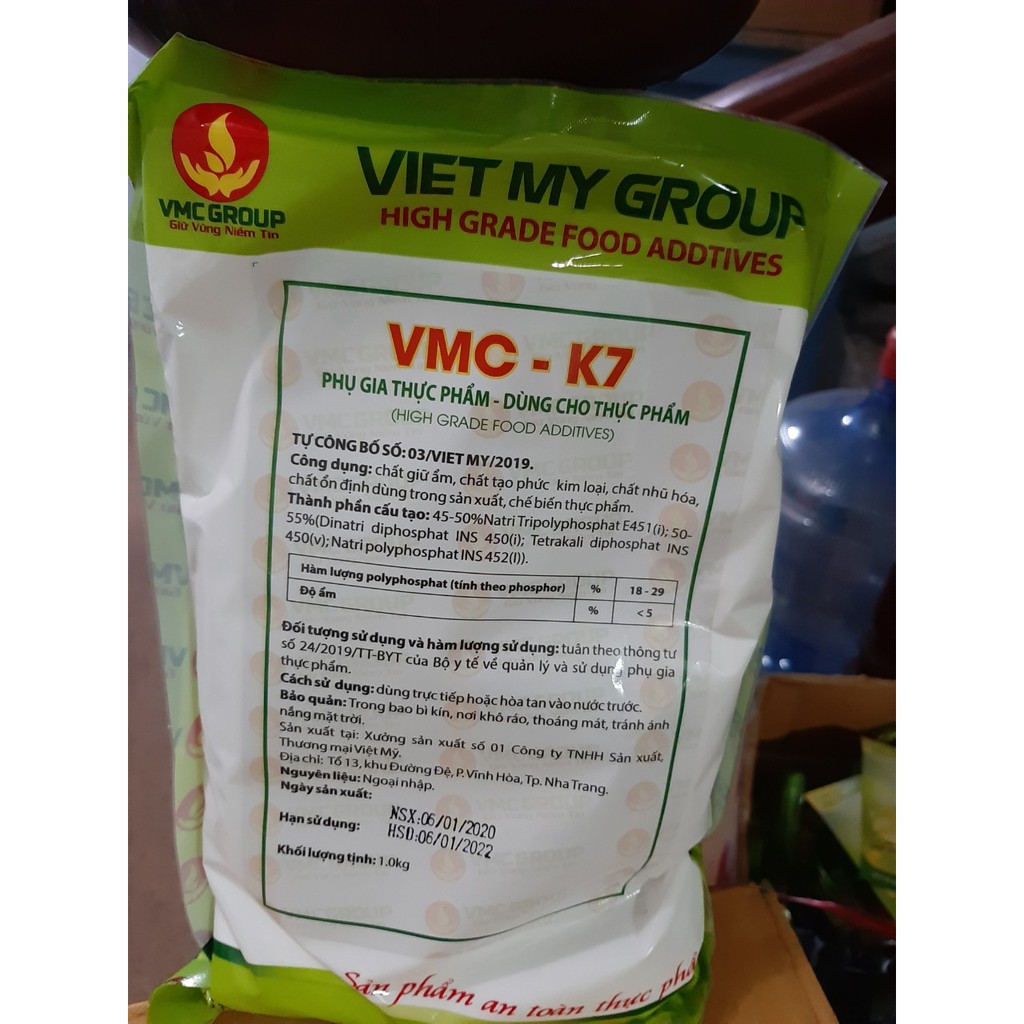 VMC GROUP
Giữ Vững Niềm Tin
VIET MY GROUP
HIGH GRADE FOOD ADDTIVES
VMC - K7
PHỤ GIA THỰC PHẨM - DÙNG CHO THỰC PHẨM
(HIGH GRADE FOOD ADDITIVES)
TỰ CÔNG BỐ SỐ: 03/VIET MY/2019.
Công dụng: chất giữ ẩm, chất tạo phức kim loại, chất nhũ hóa,
chất ổn định dùng trong sản xuất, chế biến thực phẩm.
Thành phần cấu tạo: 45-50%Natri Tripolyphosphat E451(i); 50-
55%(Dinatri diphosphat INS 450(i); Tetrakali diphosphat INS
450(v); Natri polyphosphat INS 452(I)).
Hàm lượng polyphosphat (tính theo phosphor) % 18 - 29
Độ ẩm % < 5
Đối tượng sử dụng và hàm lượng sử dụng: tuân theo thông tư
số 24/2019/TT-BYT của Bộ y tế về quản lý và sử dụng phụ gia
thực phẩm.
Cách sử dụng: dùng trực tiếp hoặc hòa tan vào nước trước.
Bảo quản: Trong bao bì kín, nơi khô ráo, thoáng mát, tránh ánh
nắng mặt trời.
Sản xuất tại: Xưởng sản xuất số 01 Công ty TNHH Sản xuất,
Thương mại Việt Mỹ.
Địa chỉ: Tổ 13, khu Đường Đệ, P. Vĩnh Hòa, Tp. Nha Trang.
Nguyên liệu: Ngoại nhập.
Ngày sản xuất:
NSX:06/01/2020
Hạn sử dụng:
HSD:06/01/2022
Khối lượng tịnh: 1.0kg
Sản phẩm an toàn thực